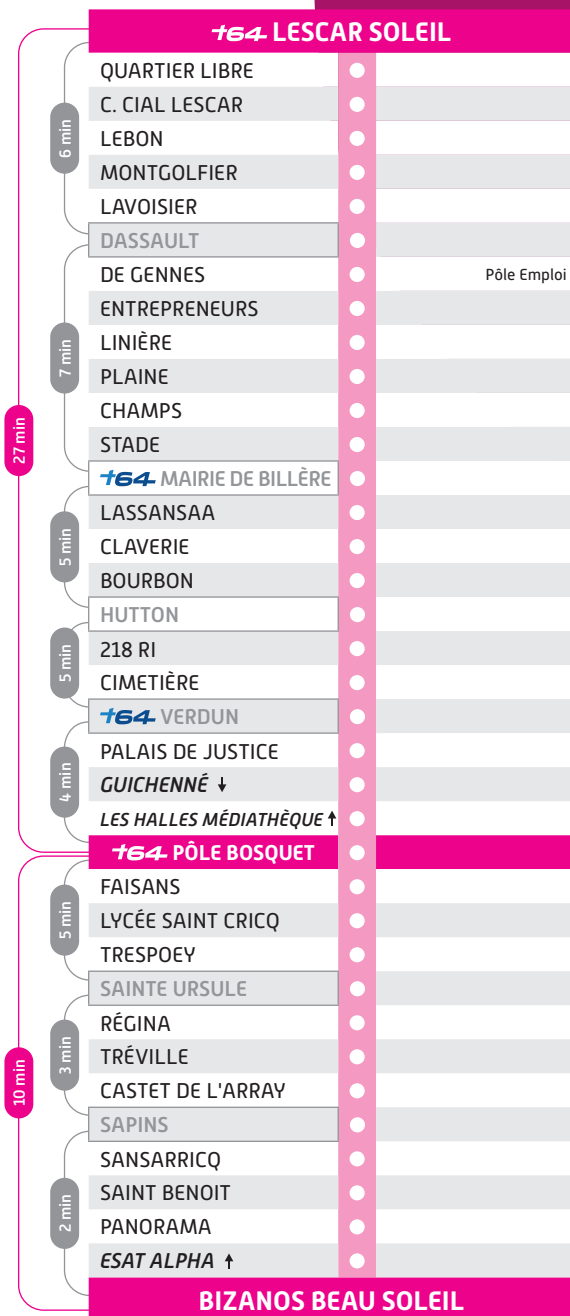 +64 LESCAR SOLEIL
QUARTIER LIBRE
C. CIAL LESCAR
LEBON
MONTGOLFIER
LAVOISIER
6 min
DASSAULT
DE GENNES Pôle Emploi
ENTREPRENEURS
LINIÈRE
PLAINE
CHAMPS
STADE
7 min
27 min
+64 MAIRIE DE BILLÈRE
LASSANSAA
CLAVERIE
BOURBON
5 min
HUTTON
218 RI
CIMETIÈRE
5 min
+64 VERDUN
PALAIS DE JUSTICE
GUICHENNÉ ↓
LES HALLES MÉDIATHÈQUE ↑
4 min
+64 PÔLE BOSQUET
FAISANS
LYCÉE SAINT CRICQ
TRESPOEY
5 min
SAINTE URSULE
RÉGINA
TRÉVILLE
CASTET DE L'ARRAY
3 min
10 min
SAPINS
SANSARRICQ
SAINT BENOIT
PANORAMA
ESAT ALPHA ↑
2 min
BIZANOS BEAU SOLEIL